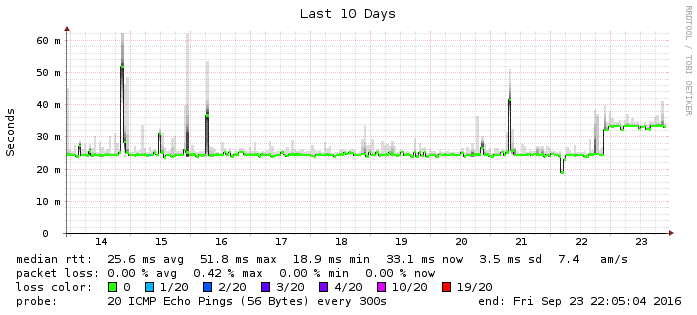 Last 10 Days
RRDTOOL / TOBI OETIKER
Seconds
60 m
50 m
40 m
30 m
20 m
10 m
0
14 15 16 17 18 19 20 21 22 23
median rtt: 25.6 ms avg 51.8 ms max 18.9 ms min 33.1 ms now 3.5 ms sd 7.4 am/s
packet loss: 0.00 % avg 0.42 % max 0.00 % min 0.00 % now
loss color: 0 1/20 2/20 3/20 4/20 10/20 19/20
probe: 20 ICMP Echo Pings (56 Bytes) every 300s end: Fri Sep 23 22:05:04 2016